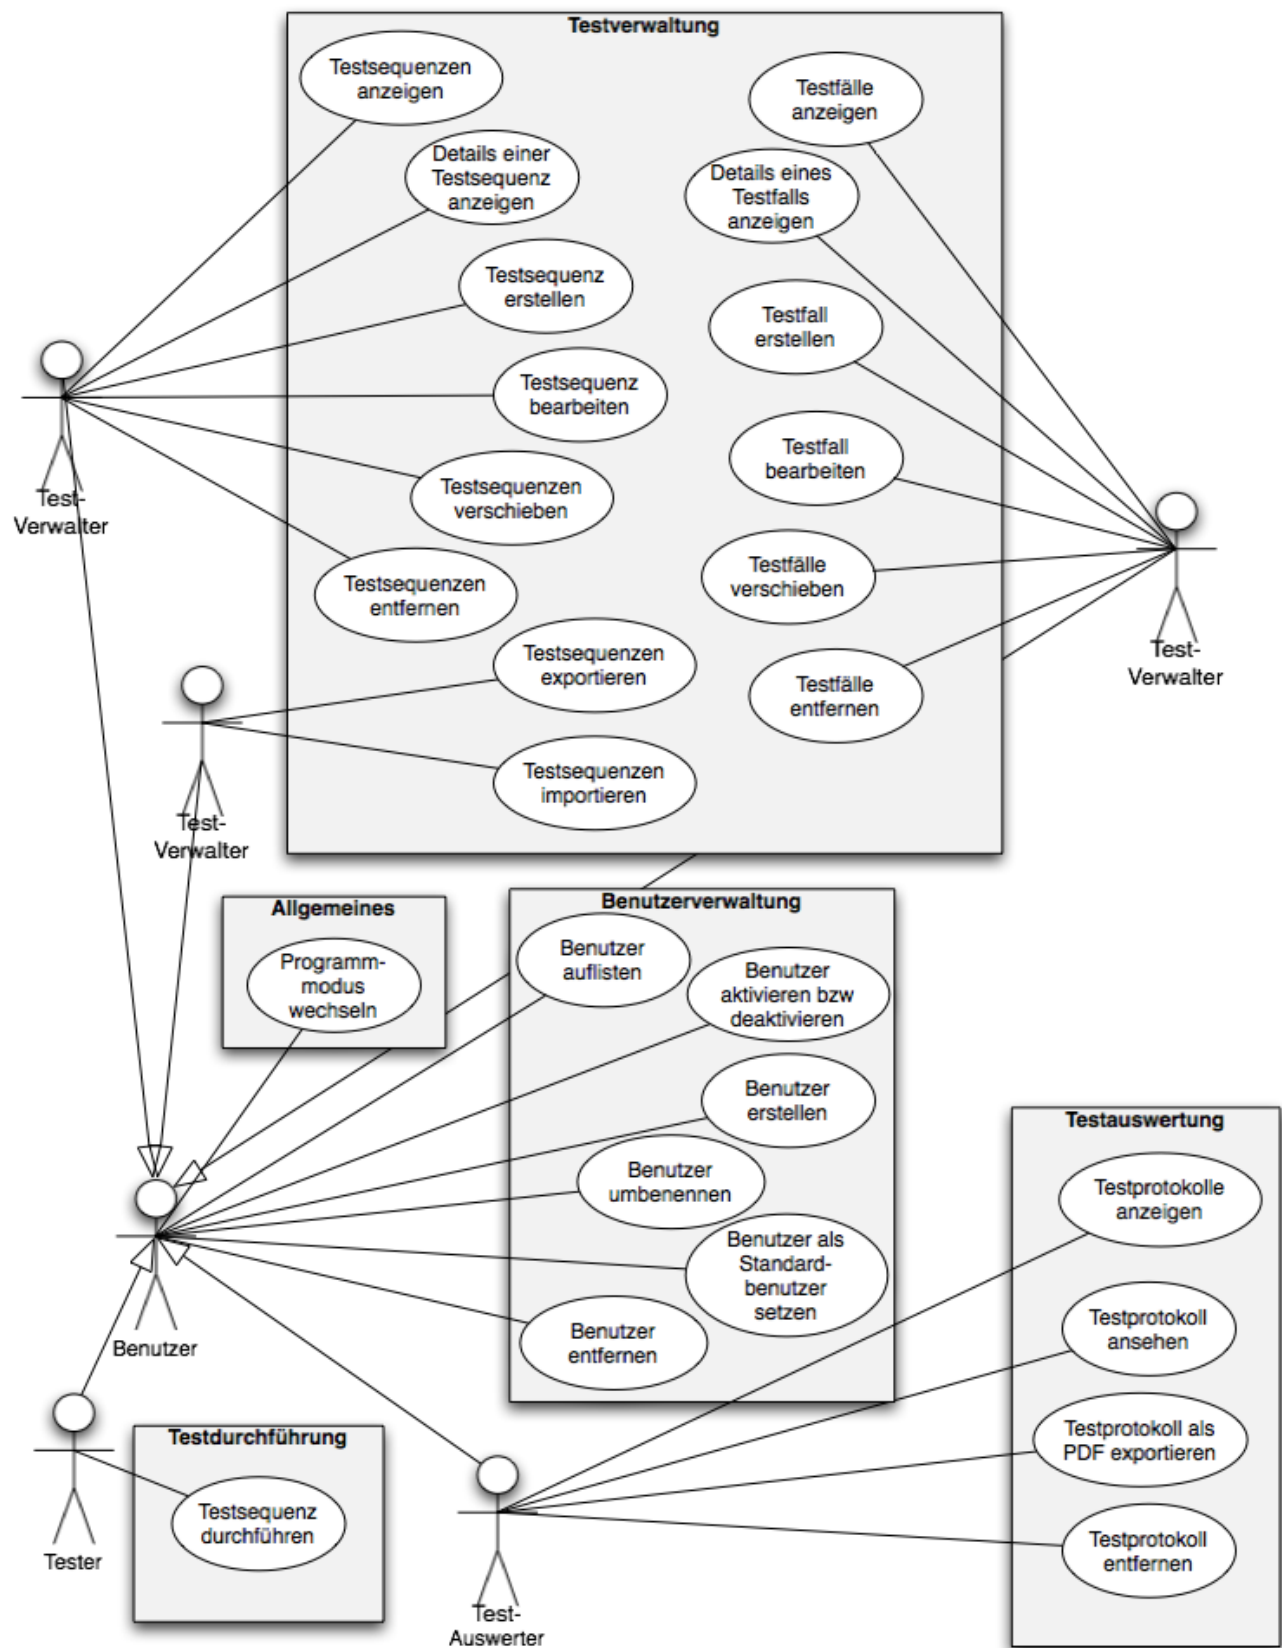 Testverwaltung
Testsequenzen
anzeigen
Details einer
Testsequenz
anzeigen
Testsequenz
erstellen
Testsequenz
bearbeiten
Testsequenzen
verschieben
Testsequenzen
entfernen
Testsequenzen
exportieren
Testsequenzen
importieren
Testfälle
anzeigen
Details eines
Testfalls
anzeigen
Testfall
erstellen
Testfall
bearbeiten
Testfälle
verschieben
Testfälle
entfernen
Test-
Verwalter
Test-
Verwalter
Test-
Verwalter
Allgemeines
Programm-
modus
wechseln
Benutzerverwaltung
Benutzer
auflisten
Benutzer
aktivieren bzw
deaktivieren
Benutzer
erstellen
Benutzer
umbenennen
Benutzer als
Standard-
benutzer
setzen
Benutzer
entfernen
Benutzer
Testauswertung
Testprotokolle
anzeigen
Testprotokoll
ansehen
Testprotokoll als
PDF exportieren
Testprotokoll
entfernen
Testdurchführung
Testsequenz
durchführen
Tester
Test-
Auswerter